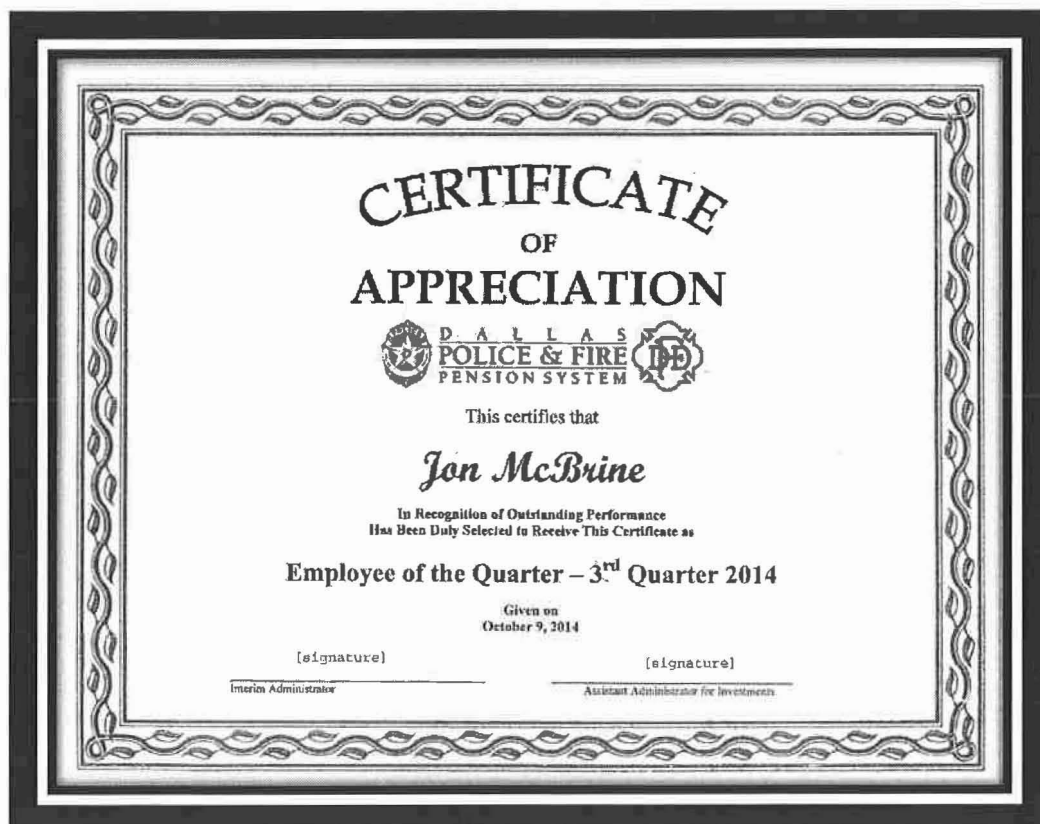 CERTIFICATE
OF
APPRECIATION
DALLAS
POLICE & FIRE
PENSION SYSTEM
DFD
This certifies that
Jon McBrine
In Recognition of Outstanding Performance
Has Been Duly Selected to Receive This Certificate as
Employee of the Quarter – 3rd Quarter 2014
Given on
October 9, 2014
[signature]
[signature]
Interim Administrator
Assistant Administrator for Investments